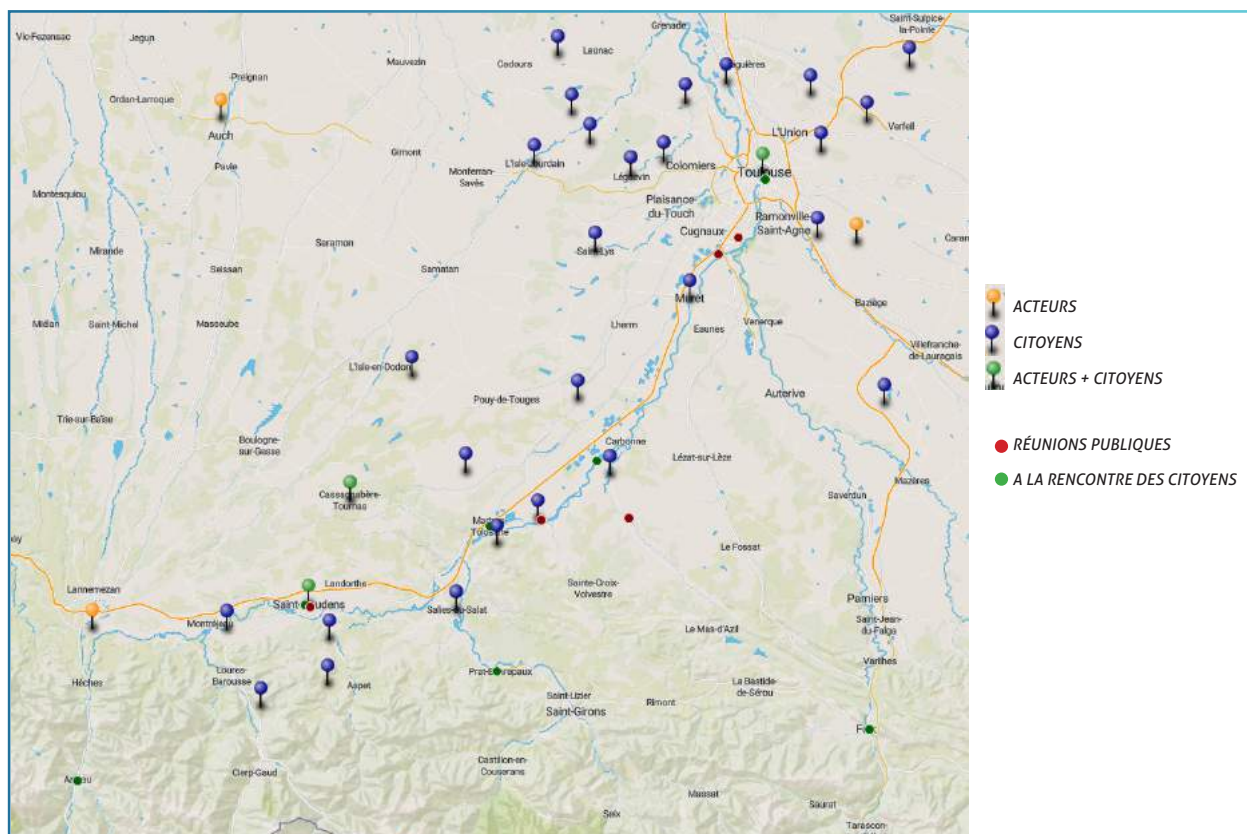 Saint-Sulpice-
la-Pointe
Vic-Fezensac
Jegun
Grenade
Mauvezin
Cadours
Launac
Preignan
Ordan-Larroque
Auch
L'Union
Verfeil
Gimont
L'Isle-Jourdain
Pavie
Monferran-
Savès
Léguevin
Colomiers
Toulouse
Montesquiou
Plaisance-
du-Touch
Ramonville-
Saint-Agne
Cugnaux
Saramon
Mirande
Seissan
Samatan
Muret
Bazièges
ACTEURS
Saint-Michel
Masseube
Lherm
Eaunes
Venerque
CITOYENS
Villefranche-
de-Lauragais
L'Isle-en-Dodon
ACTEURS + CITOYENS
Auterive
Pouy-de-Touges
Trie-sur-Baïse
Boulogne-
sur-Gesse
Carbonne
RÉUNIONS PUBLIQUES
Lézat-sur-Lèze
A LA RENCONTRE DES CITOYENS
Mazères
Cassagnabère-
Tournas
Saverdun
Le Fossat
Lannemezan
Landorthe
Sainte-Croix-
Volvestre
Pamiers
Saint-Gaudens
Salies-du-Salat
Montréjeau
Saint-Jean-
du-Falga
Le Mas-d'Azil
Varilhes
Hèches
Loures-
Barousse
Aspet
La Bastide-
de-Sérou
Saint-Lizier
Rimont
Saint-Girons
Castillon-en-
Couserans
Cierp-Gaud
Massat
Seix
Saurat
Tarascon-